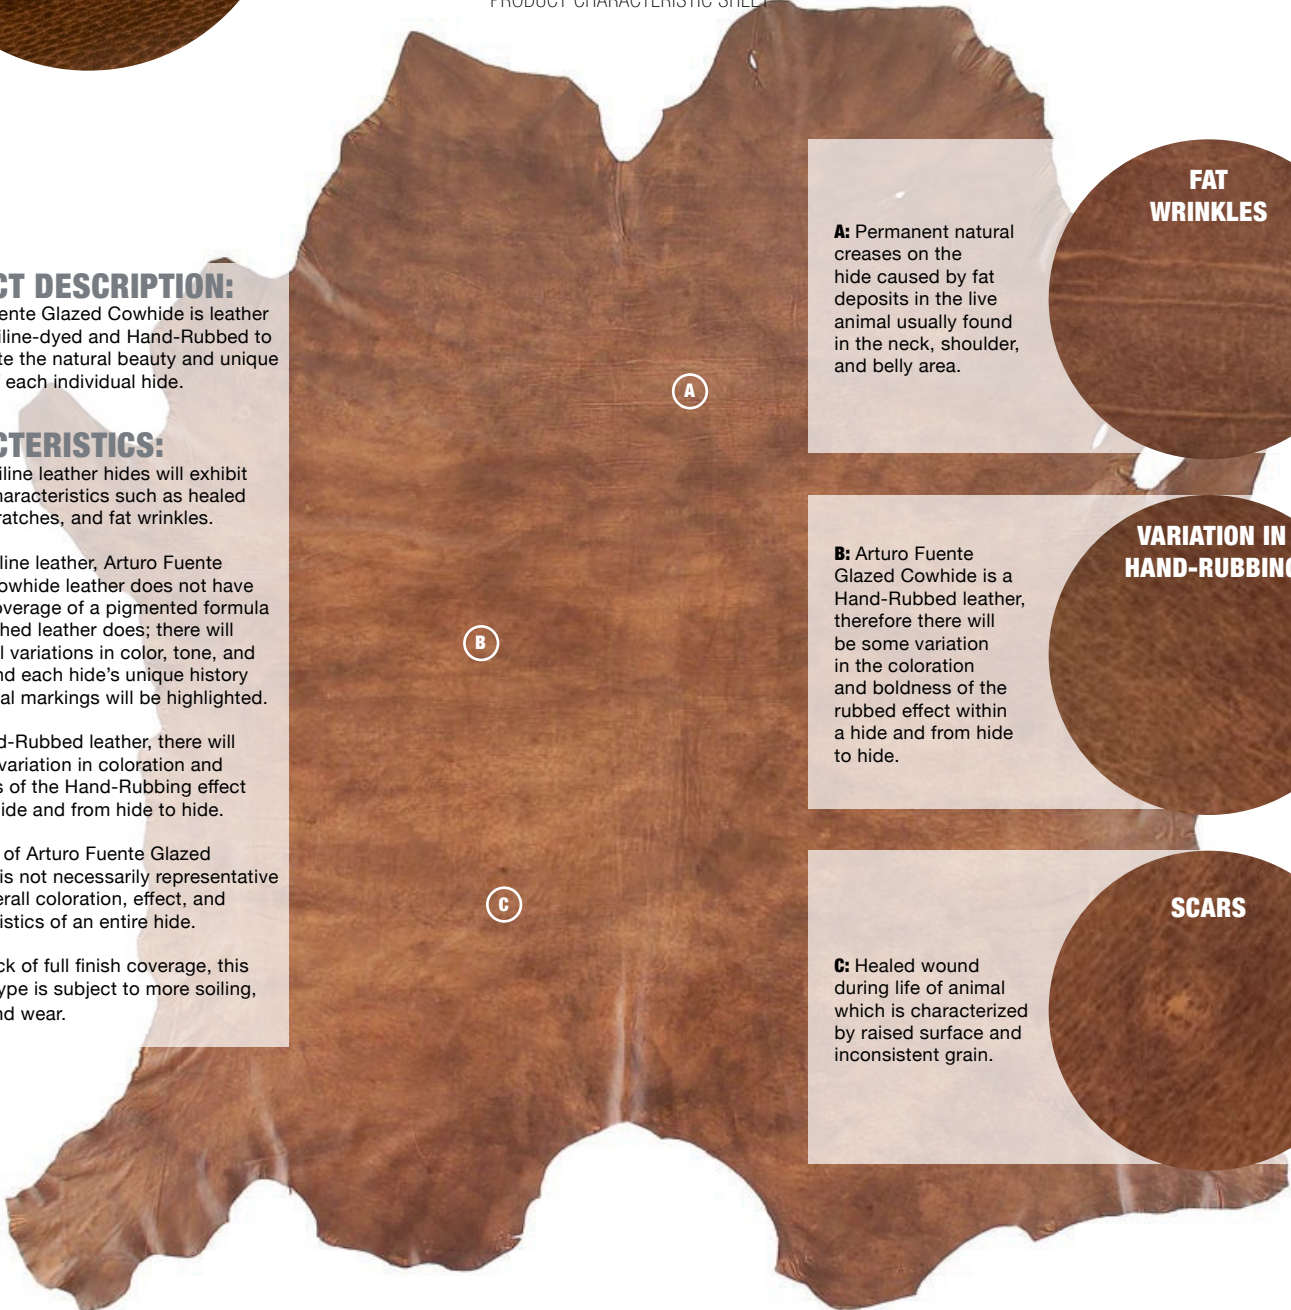 PRODUCT CHARACTERISTIC SHEET
CT DESCRIPTION:
ente Glazed Cowhide is leather
iline-dyed and Hand-Rubbed to
te the natural beauty and unique
f each individual hide.
CTERISTICS:
iline leather hides will exhibit
haracteristics such as healed
ratches, and fat wrinkles.
line leather, Arturo Fuente
owhide leather does not have
overage of a pigmented formula
hed leather does; there will
l variations in color, tone, and
nd each hide's unique history
al markings will be highlighted.
d-Rubbed leather, there will
variation in coloration and
s of the Hand-Rubbing effect
ide and from hide to hide.
of Arturo Fuente Glazed
is not necessarily representative
erall coloration, effect, and
istics of an entire hide.
ck of full finish coverage, this
ype is subject to more soiling,
nd wear.
A
B
C
FAT
WRINKLES
A: Permanent natural
creases on the
hide caused by fat
deposits in the live
animal usually found
in the neck, shoulder,
and belly area.
VARIATION IN
HAND-RUBBING
B: Arturo Fuente
Glazed Cowhide is a
Hand-Rubbed leather,
therefore there will
be some variation
in the coloration
and boldness of the
rubbed effect within
a hide and from hide
to hide.
SCARS
C: Healed wound
during life of animal
which is characterized
by raised surface and
inconsistent grain.